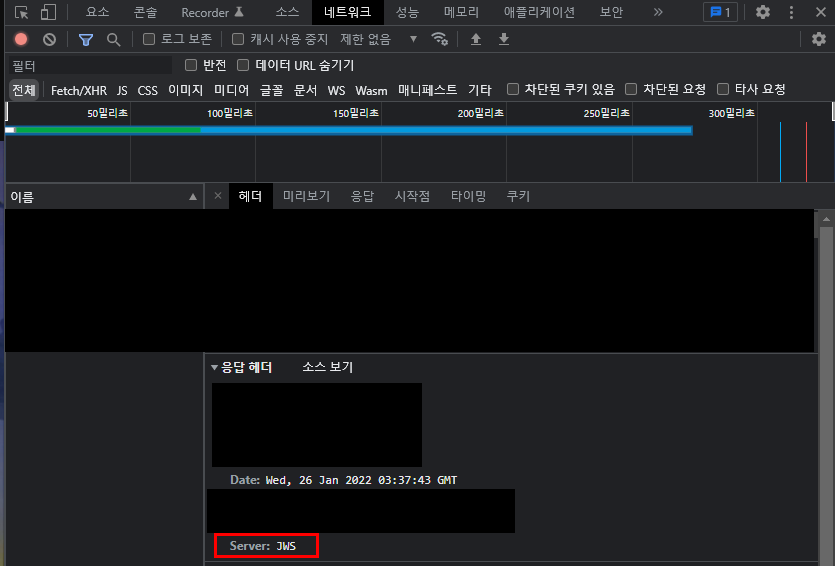 요소 콘솔 Recorder 소스 네트워크 성능 메모리 애플리케이션 보안 » 1
로그 보존 캐시 사용 중지 제한 없음
필터 반전 데이터 URL 숨기기
전체 Fetch/XHR JS CSS 이미지 미디어 글꼴 문서 WS Wasm 매니페스트 기타 차단된 쿠키 있음 차단된 요청 타사 요청
50밀리초 100밀리초 150밀리초 200밀리초 250밀리초 300밀리초
이름 × 헤더 미리보기 응답 시작점 타이밍 쿠키
응답 헤더 소스 보기
Date: Wed, 26 Jan 2022 03:37:43 GMT
Server: JWS